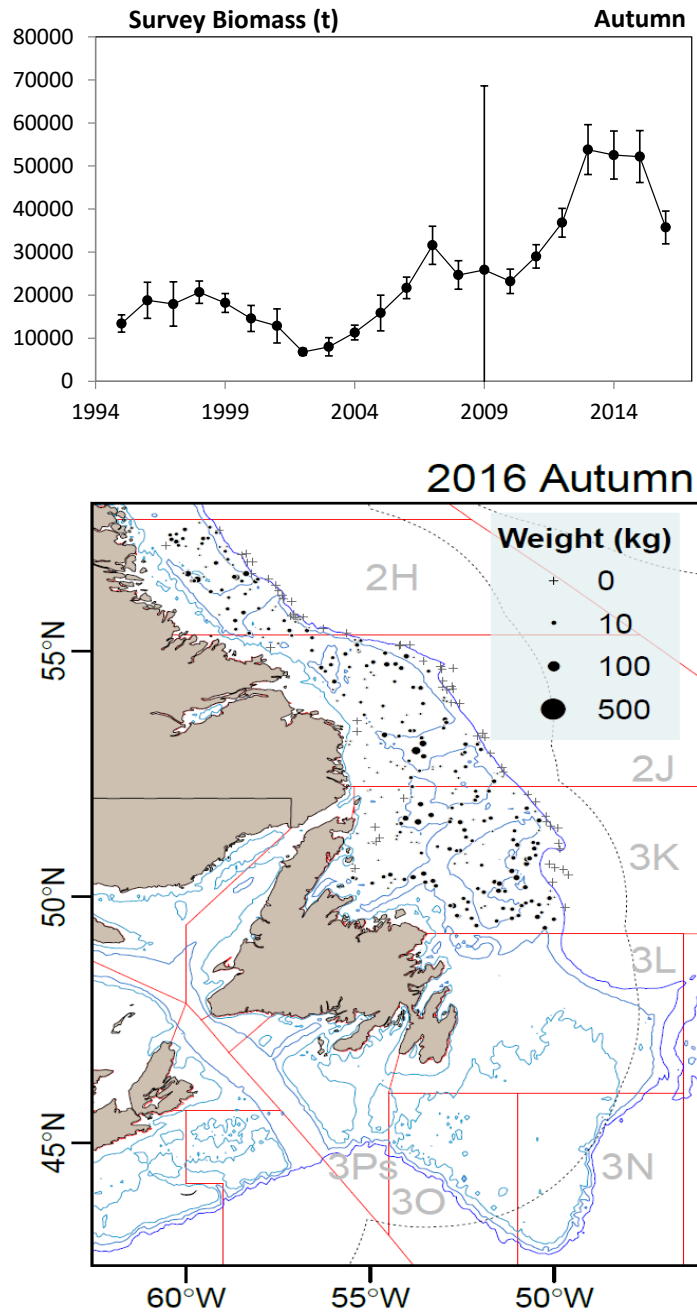 Survey Biomass (t) Autumn
80000
70000
60000
50000
40000
30000
20000
10000
0
1994 1999 2004 2009 2014
2016 Autumn
Weight (kg)
0
10
100
500
2H
55°N
2J
3K
50°N
3L
45°N
3Ps
3N
3O
60°W 55°W 50°W